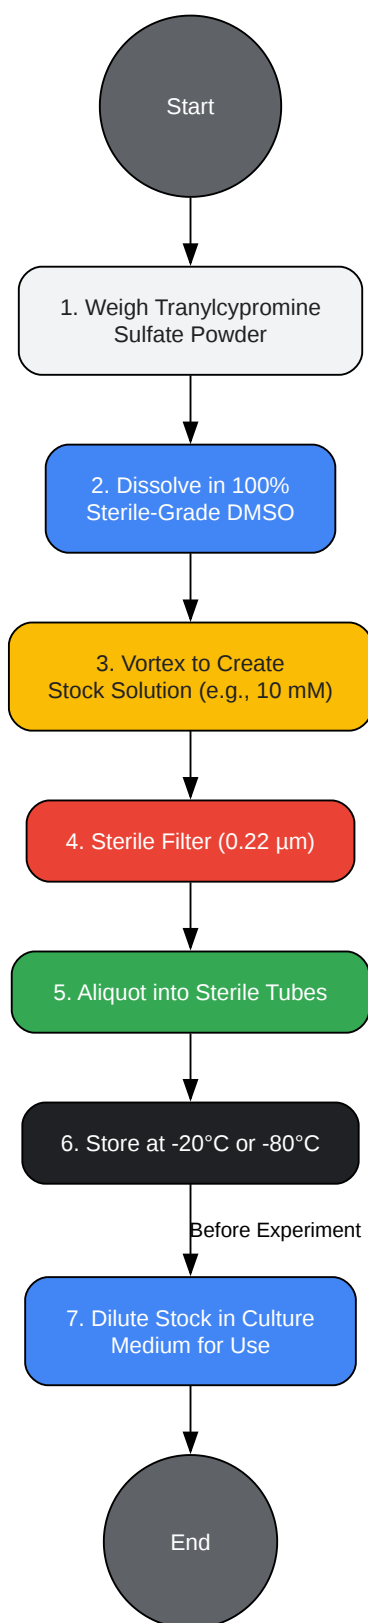 Start
1. Weigh Tranylcypromine
Sulfate Powder
2. Dissolve in 100%
Sterile-Grade DMSO
3. Vortex to Create
Stock Solution (e.g., 10 mM)
4. Sterile Filter (0.22 µm)
5. Aliquot into Sterile Tubes
6. Store at -20°C or -80°C
Before Experiment
7. Dilute Stock in Culture
Medium for Use
End